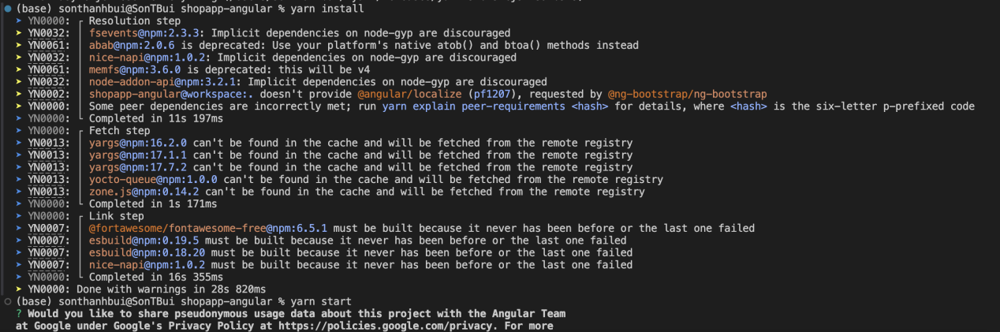 (base) sonthanhbui@SonTBui shopapp-angular % yarn install
➤ YN0000: ┌ Resolution step
➤ YN0032: │ fsevents@npm:2.3.3: Implicit dependencies on node-gyp are discouraged
➤ YN0061: │ abab@npm:2.0.6 is deprecated: Use your platform's native atob() and btoa() methods instead
➤ YN0032: │ nice-napi@npm:1.0.2: Implicit dependencies on node-gyp are discouraged
➤ YN0061: │ memfs@npm:3.6.0 is deprecated: this will be v4
➤ YN0032: │ node-addon-api@npm:3.2.1: Implicit dependencies on node-gyp are discouraged
➤ YN0002: │ shopapp-angular@workspace:. doesn't provide @angular/localize (pf1207), requested by @ng-bootstrap/ng-bootstrap
➤ YN0000: │ Some peer dependencies are incorrectly met; run yarn explain peer-requirements <hash> for details, where <hash> is the six-letter p-prefixed code
➤ YN0000: └ Completed in 11s 197ms
➤ YN0000: ┌ Fetch step
➤ YN0013: │ yargs@npm:16.2.0 can't be found in the cache and will be fetched from the remote registry
➤ YN0013: │ yargs@npm:17.1.1 can't be found in the cache and will be fetched from the remote registry
➤ YN0013: │ yargs@npm:17.7.2 can't be found in the cache and will be fetched from the remote registry
➤ YN0013: │ yocto-queue@npm:1.0.0 can't be found in the cache and will be fetched from the remote registry
➤ YN0013: │ zone.js@npm:0.14.2 can't be found in the cache and will be fetched from the remote registry
➤ YN0000: └ Completed in 1s 171ms
➤ YN0000: ┌ Link step
➤ YN0007: │ @fortawesome/fontawesome-free@npm:6.5.1 must be built because it never has been before or the last one failed
➤ YN0007: │ esbuild@npm:0.19.5 must be built because it never has been before or the last one failed
➤ YN0007: │ esbuild@npm:0.18.20 must be built because it never has been before or the last one failed
➤ YN0007: │ nice-napi@npm:1.0.2 must be built because it never has been before or the last one failed
➤ YN0000: └ Completed in 16s 355ms
➤ YN0000: Done with warnings in 28s 820ms
(base) sonthanhbui@SonTBui shopapp-angular % yarn start
? Would you like to share pseudonymous usage data about this project with the Angular Team
at Google under Google's Privacy Policy at https://policies.google.com/privacy. For more